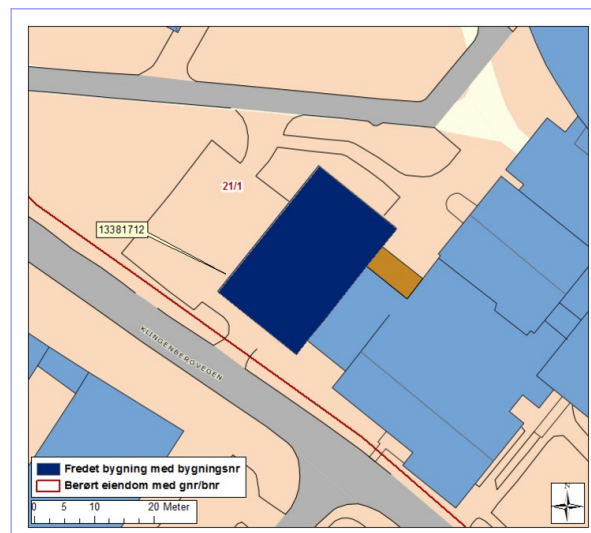 21/1
13381712
KLINGENBERGVEGEN
Fredet bygning med bygningsnr
Berørt eiendom med gnr/bnr
0 5 10 20 Meter
N